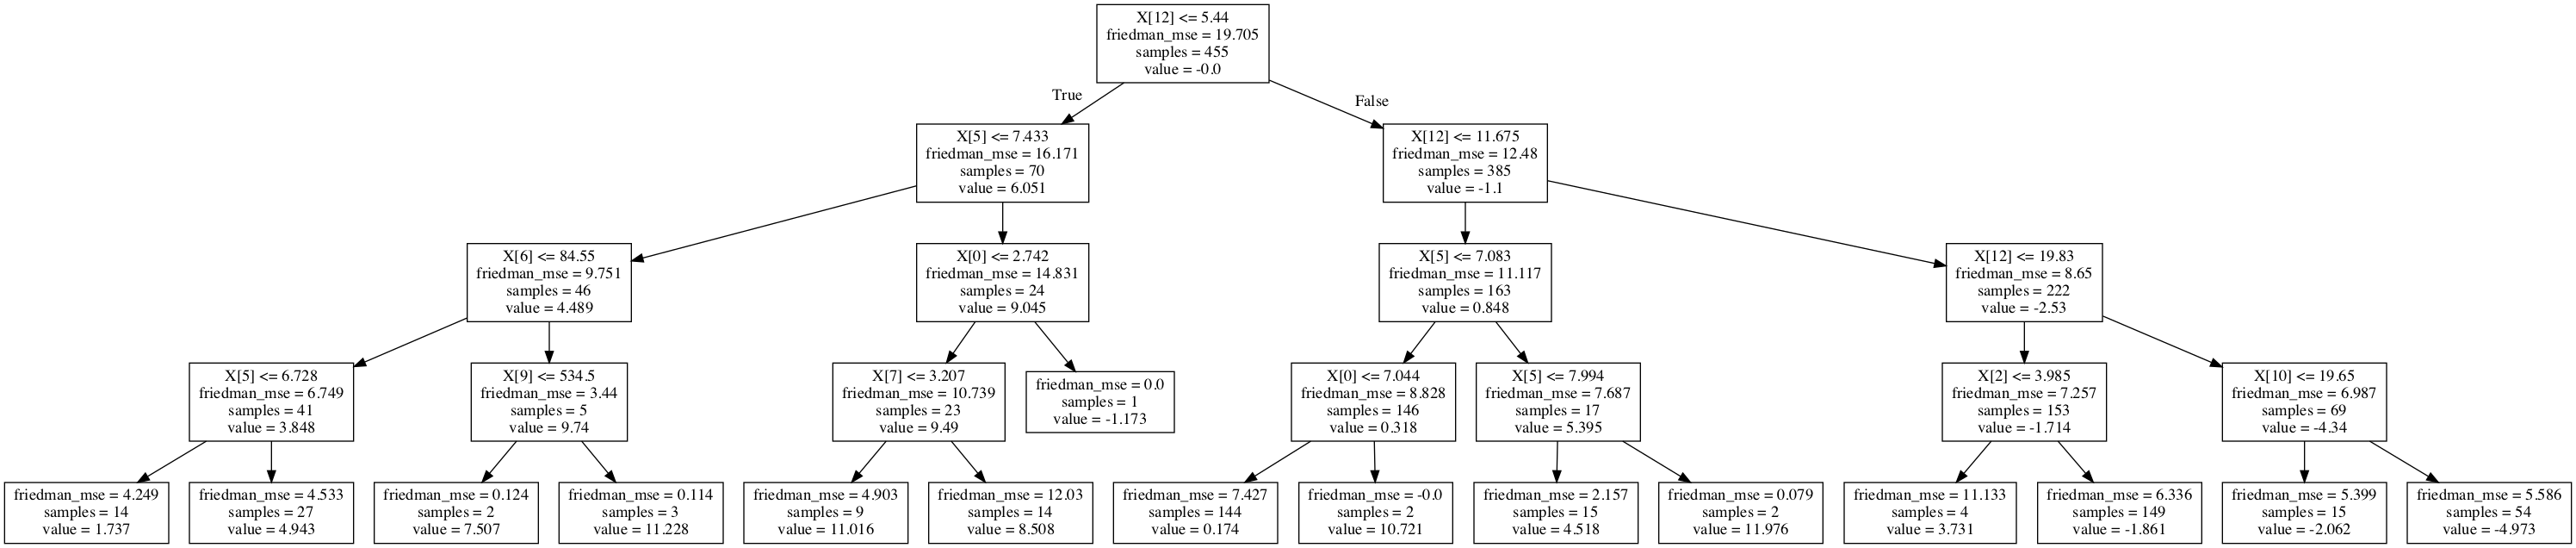 X[12] <= 5.44
friedman_mse = 19.705
samples = 455
value = -0.0
True
False
X[5] <= 7.433
friedman_mse = 16.171
samples = 70
value = 6.051
X[12] <= 11.675
friedman_mse = 12.48
samples = 385
value = -1.1
X[6] <= 84.55
friedman_mse = 9.751
samples = 46
value = 4.489
X[0] <= 2.742
friedman_mse = 14.831
samples = 24
value = 9.045
X[5] <= 7.083
friedman_mse = 11.117
samples = 163
value = 0.848
X[12] <= 19.83
friedman_mse = 8.65
samples = 222
value = -2.53
X[5] <= 6.728
friedman_mse = 6.749
samples = 41
value = 3.848
X[9] <= 534.5
friedman_mse = 3.44
samples = 5
value = 9.74
X[7] <= 3.207
friedman_mse = 10.739
samples = 23
value = 9.49
friedman_mse = 0.0
samples = 1
value = -1.173
X[0] <= 7.044
friedman_mse = 8.828
samples = 146
value = 0.318
X[5] <= 7.994
friedman_mse = 7.687
samples = 17
value = 5.395
X[2] <= 3.985
friedman_mse = 7.257
samples = 153
value = -1.714
X[10] <= 19.65
friedman_mse = 6.987
samples = 69
value = -4.34
friedman_mse = 4.249
samples = 14
value = 1.737
friedman_mse = 4.533
samples = 27
value = 4.943
friedman_mse = 0.124
samples = 2
value = 7.507
friedman_mse = 0.114
samples = 3
value = 11.228
friedman_mse = 4.903
samples = 9
value = 11.016
friedman_mse = 12.03
samples = 14
value = 8.508
friedman_mse = 7.427
samples = 144
value = 0.174
friedman_mse = -0.0
samples = 2
value = 10.721
friedman_mse = 2.157
samples = 15
value = 4.518
friedman_mse = 0.079
samples = 2
value = 11.976
friedman_mse = 11.133
samples = 4
value = 3.731
friedman_mse = 6.336
samples = 149
value = -1.861
friedman_mse = 5.399
samples = 15
value = -2.062
friedman_mse = 5.586
samples = 54
value = -4.973